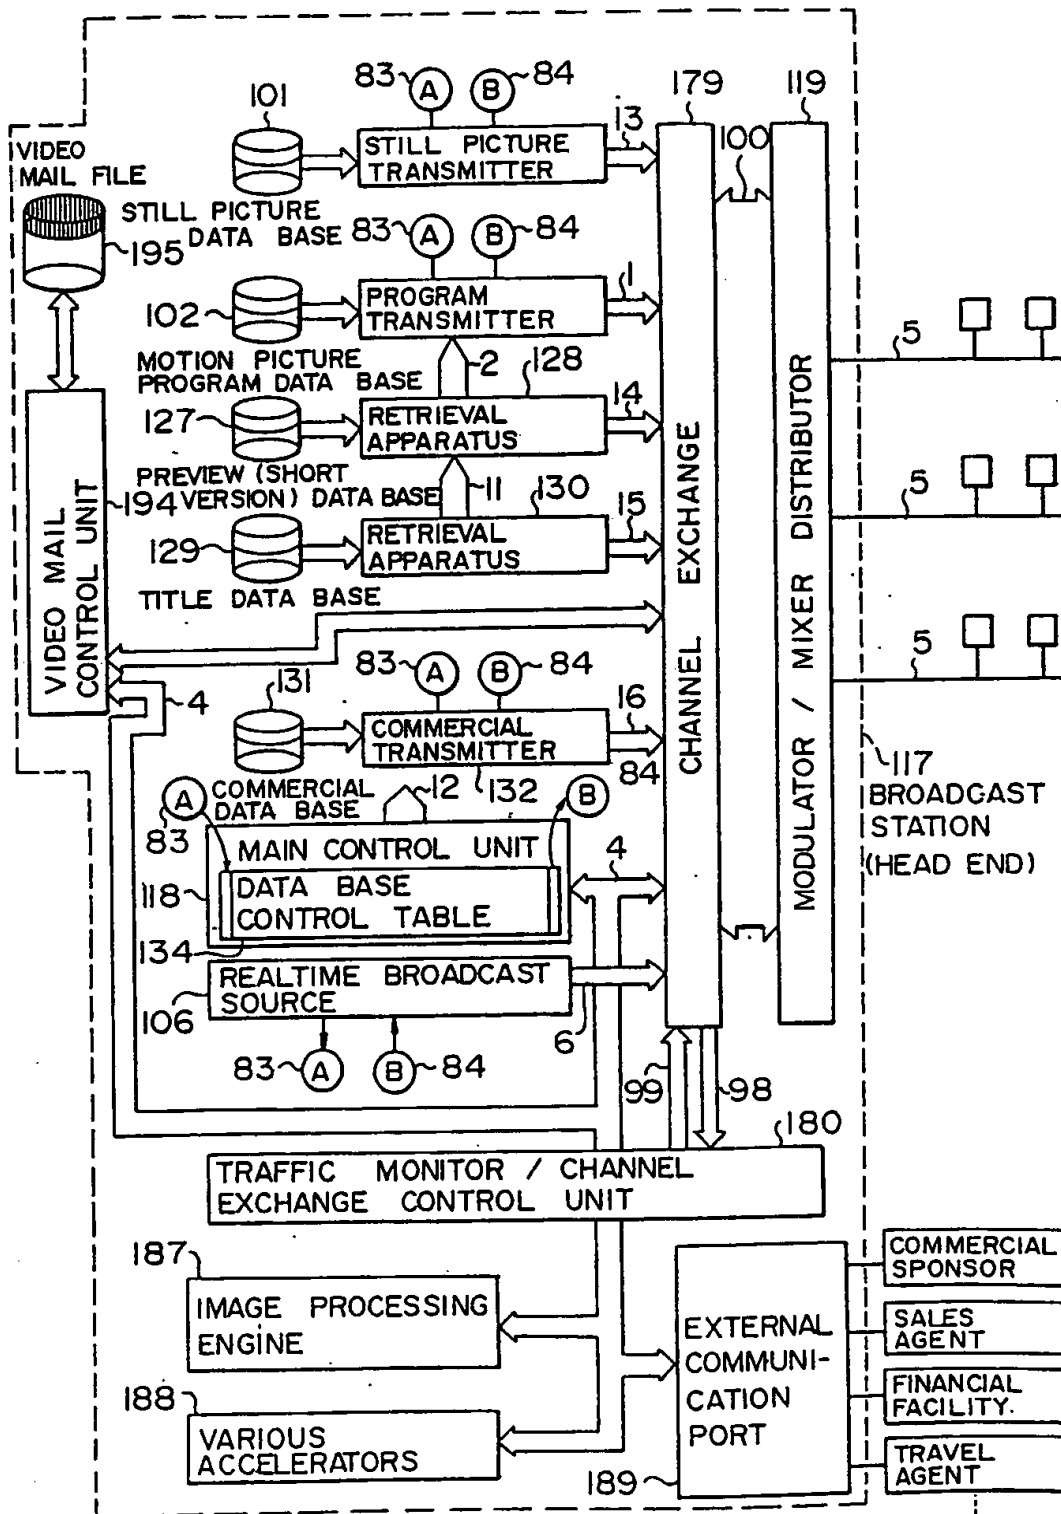 83 A B 84
179
119
101
13
100
STILL PICTURE
TRANSMITTER
VIDEO
MAIL FILE
STILL PICTURE
DATA BASE
195
83 A B 84
1
102
PROGRAM
TRANSMITTER
MOTION PICTURE
PROGRAM DATA BASE
2
128
5
127
RETRIEVAL
APPARATUS
14
PREVIEW (SHORT
VERSION) DATA BASE
194
11
130
5
129
RETRIEVAL
APPARATUS
15
TITLE DATA BASE
VIDEO MAIL
CONTROL UNIT
CHANNEL EXCHANGE
MODULATOR / MIXER DISTRIBUTOR
4
83 A B 84
5
131
COMMERCIAL
TRANSMITTER
16
COMMERCIAL
DATA BASE
12
132
84
B
A
83
117
BROADCAST
STATION
(HEAD END)
MAIN CONTROL UNIT
118
DATA BASE
CONTROL TABLE
134
4
REALTIME BROADCAST
SOURCE
106
6
83 A B 84
99
98
180
TRAFFIC MONITOR / CHANNEL
EXCHANGE CONTROL UNIT
187
IMAGE PROCESSING
ENGINE
188
VARIOUS
ACCELERATORS
EXTERNAL
COMMUNI-
CATION
PORT
189
COMMERCIAL
SPONSOR
SALES
AGENT
FINANCIAL
FACILITY.
TRAVEL
AGENT